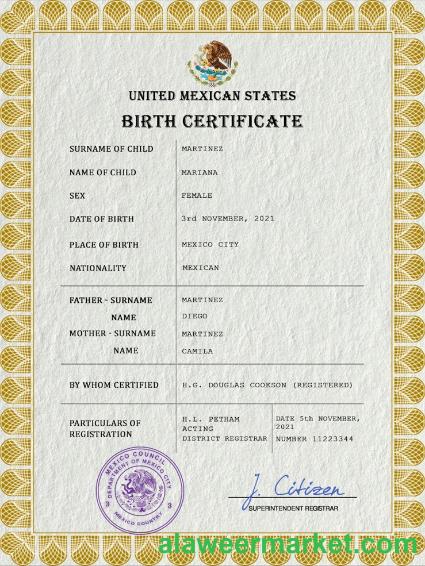 UNITED MEXICAN STATES
BIRTH CERTIFICATE
SURNAME OF CHILD MARTINEZ
NAME OF CHILD MARIANA
SEX FEMALE
DATE OF BIRTH 3rd NOVEMBER, 2021
PLACE OF BIRTH MEXICO CITY
NATIONALITY MEXICAN
FATHER - SURNAME MARTINEZ
NAME DIEGO
MOTHER - SURNAME MARTINEZ
NAME CAMILA
BY WHOM CERTIFIED H.G. DOUGLAS COOKSON (REGISTERED)
PARTICULARS OF REGISTRATION
H.L. PETHAM
ACTING
DISTRICT REGISTRAR
DATE 5th NOVEMBER,
2021
NUMBER 11223344
MEXICO COUNCIL
DEPARTMENT OF MEXICO CITY
3 3
MEXICO COUNTRY
J. Citizen
SUPERINTENDENT REGISTRAR
alaweermarket.com